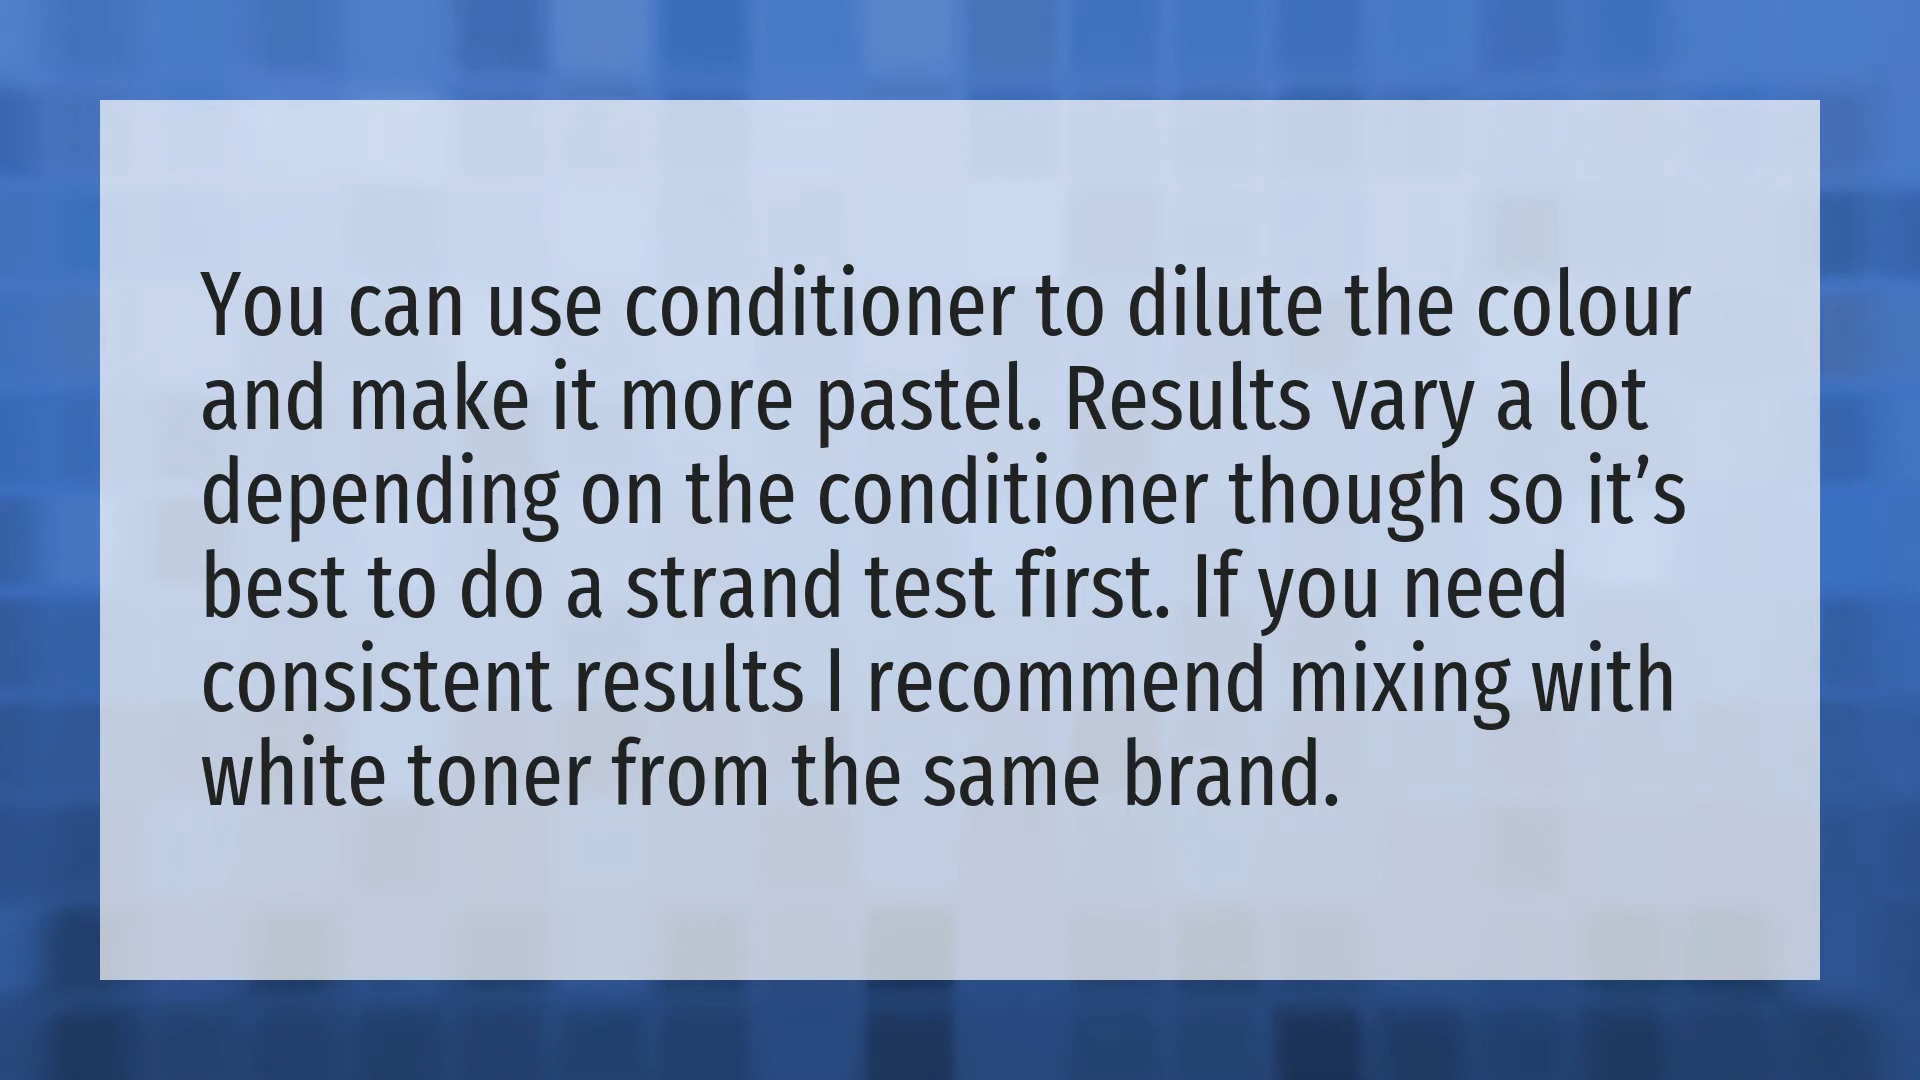 You can use conditioner to dilute the colour
and make it more pastel. Results vary a lot
depending on the conditioner though so it’s
best to do a strand test first. If you need
consistent results I recommend mixing with
white toner from the same brand.